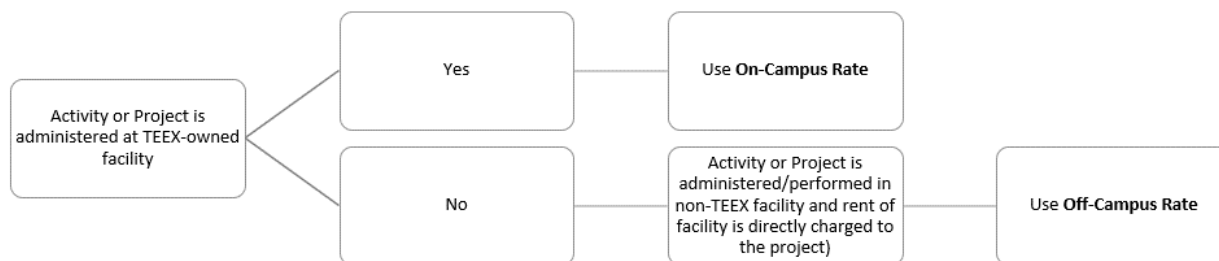 Activity or Project is
administered at TEEX-owned
facility
Yes
Use On-Campus Rate
No
Activity or Project is
administered/performed in
non-TEEX facility and rent of
facility is directly charged to
the project)
Use Off-Campus Rate